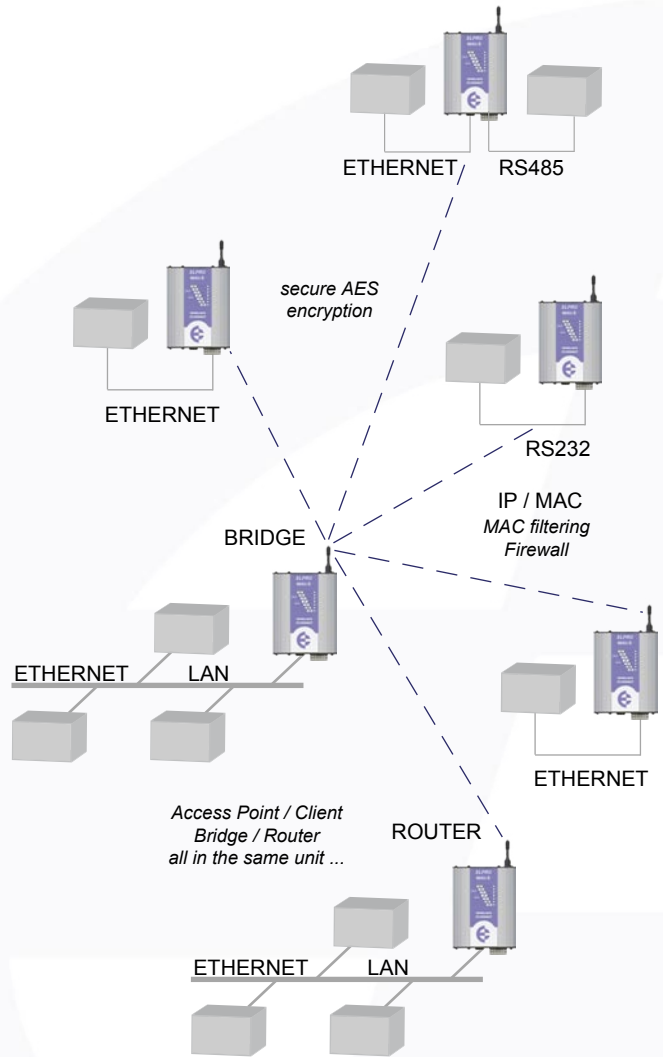 ETHERNET
RS485
secure AES
encryption
ETHERNET
RS232
IP / MAC
MAC filtering
Firewall
BRIDGE
ETHERNET
LAN
ETHERNET
Access Point / Client
Bridge / Router
all in the same unit ...
ROUTER
ETHERNET
LAN